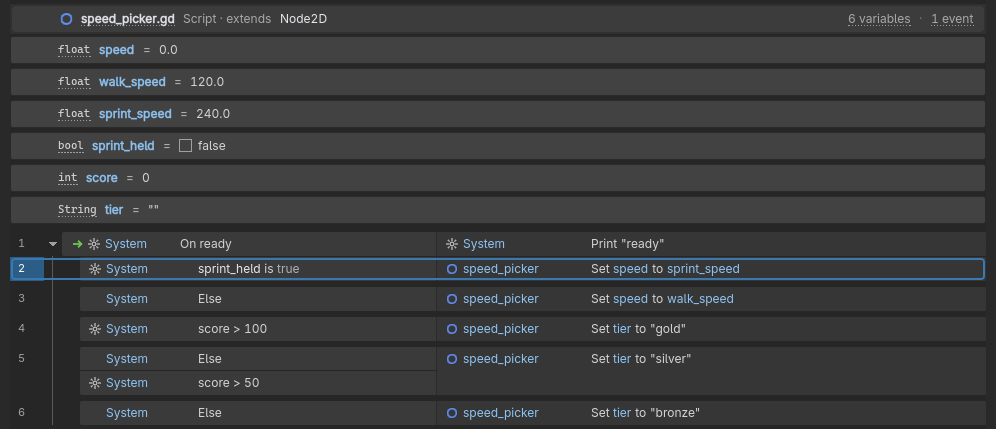 speed_picker.gd Script · extends Node2D 6 variables · 1 event
float speed = 0.0
float walk_speed = 120.0
float sprint_speed = 240.0
bool sprint_held = false
int score = 0
String tier = ""
1 System On ready System Print "ready"
2 System sprint_held is true speed_picker Set speed to sprint_speed
3 System Else speed_picker Set speed to walk_speed
4 System score > 100 speed_picker Set tier to "gold"
5 System Else speed_picker Set tier to "silver"
System score > 50
6 System Else speed_picker Set tier to "bronze"